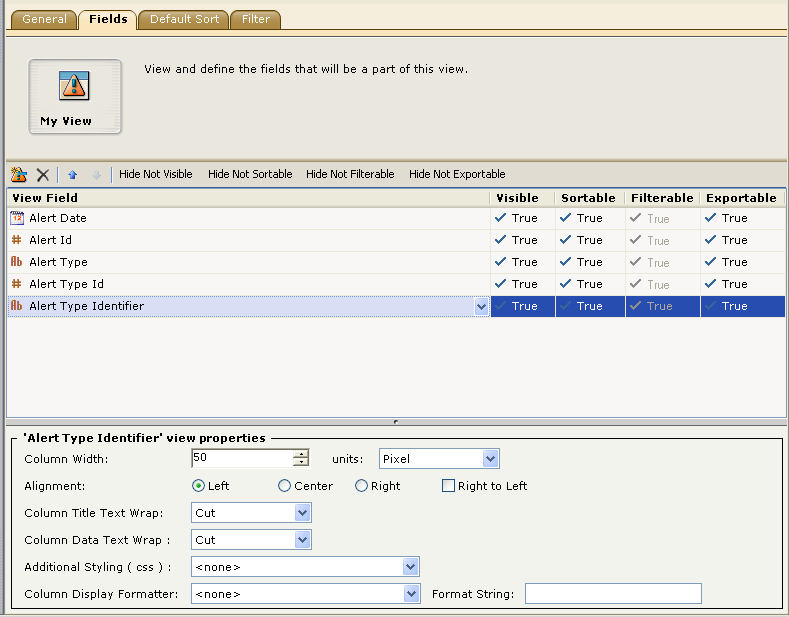 General Fields Default Sort Filter
View and define the fields that will be a part of this view.
My View
Hide Not Visible Hide Not Sortable Hide Not Filterable Hide Not Exportable
View Field Visible Sortable Filterable Exportable
12 Alert Date True True True True
# Alert Id True True True True
Ab Alert Type True True True True
# Alert Type Id True True True True
Ab Alert Type Identifier True True True True
'Alert Type Identifier' view properties
Column Width: 50 units: Pixel
Alignment: Left Center Right Right to Left
Column Title Text Wrap: Cut
Column Data Text Wrap : Cut
Additional Styling ( css ) : <none>
Column Display Formatter: <none> Format String: